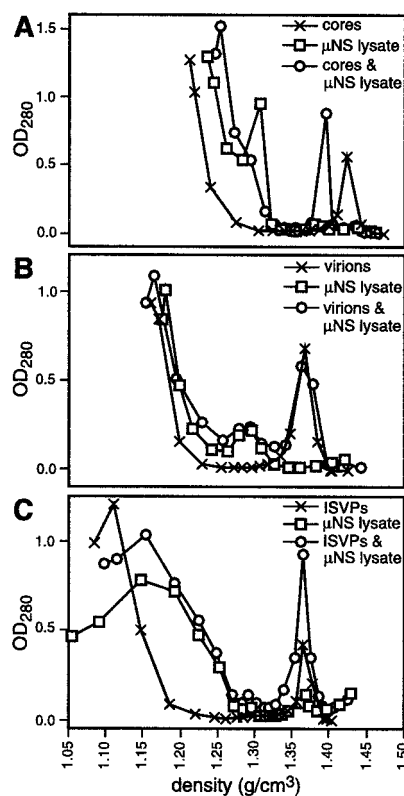 A
cores
μNS lysate
cores &
μNS lysate
OD280
1.5
1.0
0.5
0.0
B
virions
μNS lysate
virions &
μNS lysate
OD280
1.0
0.5
0.0
C
ISVPs
μNS lysate
ISVPs &
μNS lysate
OD280
1.0
0.5
0.0
1.05
1.10
1.15
1.20
1.25
1.30
1.35
1.40
1.45
1.50
density (g/cm³)